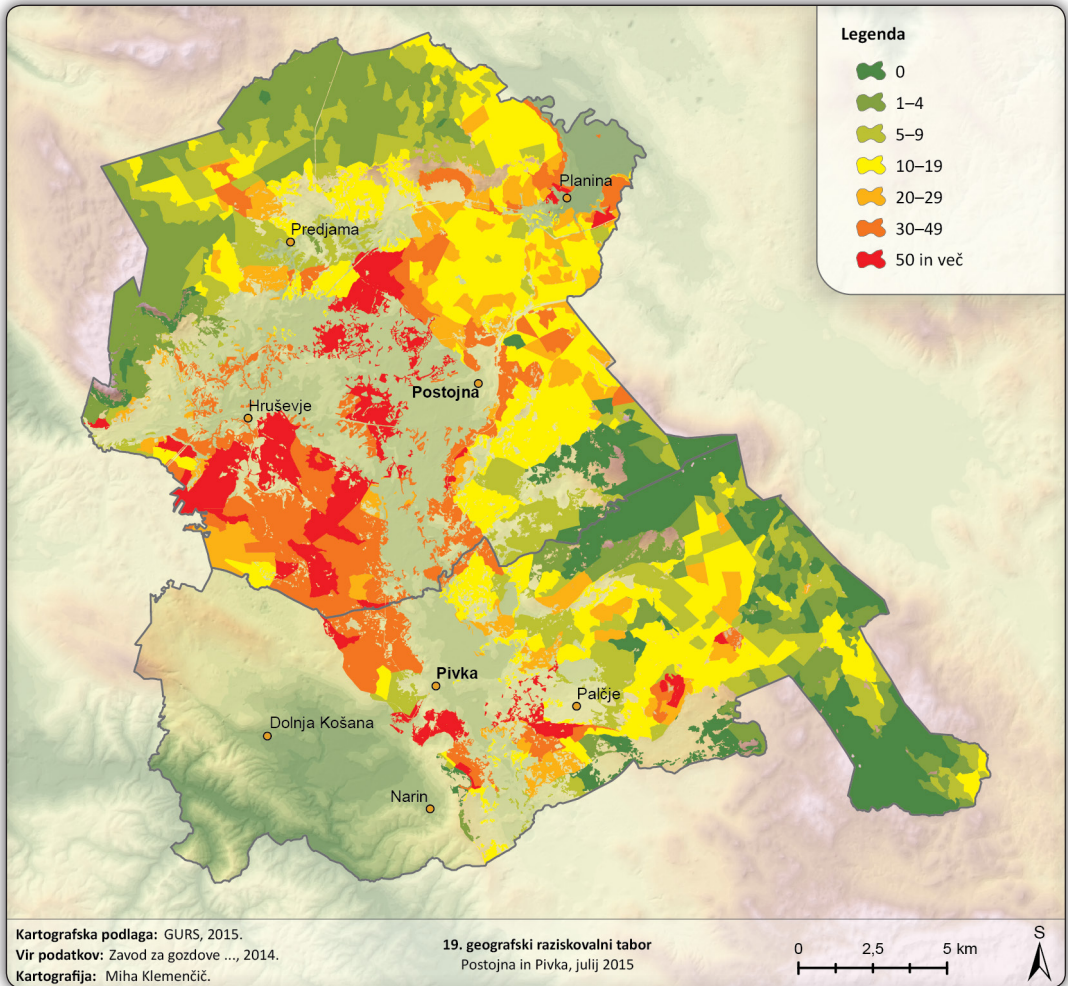 Legenda
0
1–4
5–9
10–19
20–29
30–49
50 in več
Planina
Predjama
Postojna
Hruševje
Pivka
Palčje
Dolnja Košana
Narin
Kartografska podlaga: GURS, 2015.
Vir podatkov: Zavod za gozdove ..., 2014.
Kartografija: Miha Klemenčič.
19. geografski raziskovalni tabor
Postojna in Pivka, julij 2015
0 2,5 5 km
S